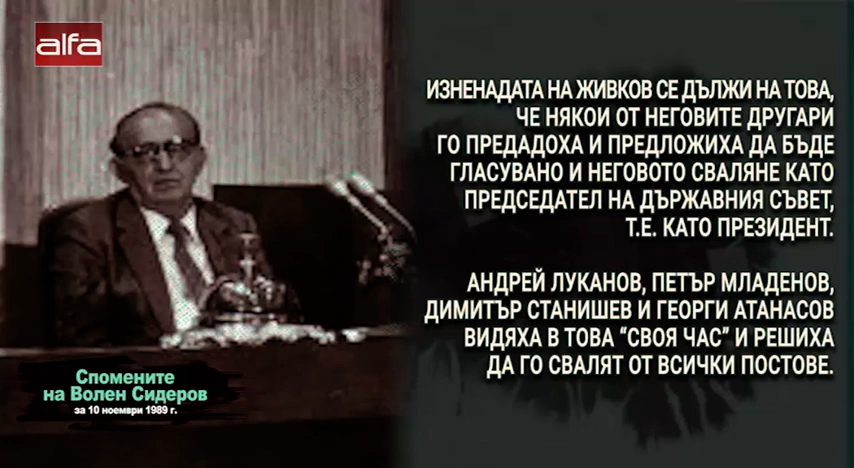 alfa
ИЗНЕНАДАТА НА ЖИВКОВ СЕ ДЪЛЖИ НА ТОВА,
ЧЕ НЯКОИ ОТ НЕГОВИТЕ ДРУГАРИ
ГО ПРЕДАДОХА И ПРЕДЛОЖИХА ДА БЪДЕ
ГЛАСУВАНО И НЕГОВОТО СВАЛЯНЕ КАТО
ПРЕДСЕДАТЕЛ НА ДЪРЖАВНИЯ СЪВЕТ,
Т.Е. КАТО ПРЕЗИДЕНТ.
АНДРЕЙ ЛУКАНОВ, ПЕТЪР МЛАДЕНОВ,
ДИМИТЪР СТАНИШЕВ И ГЕОРГИ АТАНАСОВ
ВИДЯХА В ТОВА “СВОЯ ЧАС” И РЕШИХА
ДА ГО СВАЛЯТ ОТ ВСИЧКИ ПОСТОВЕ.
Спомените
на Волен Сидеров
за 10 ноември 1989 г.